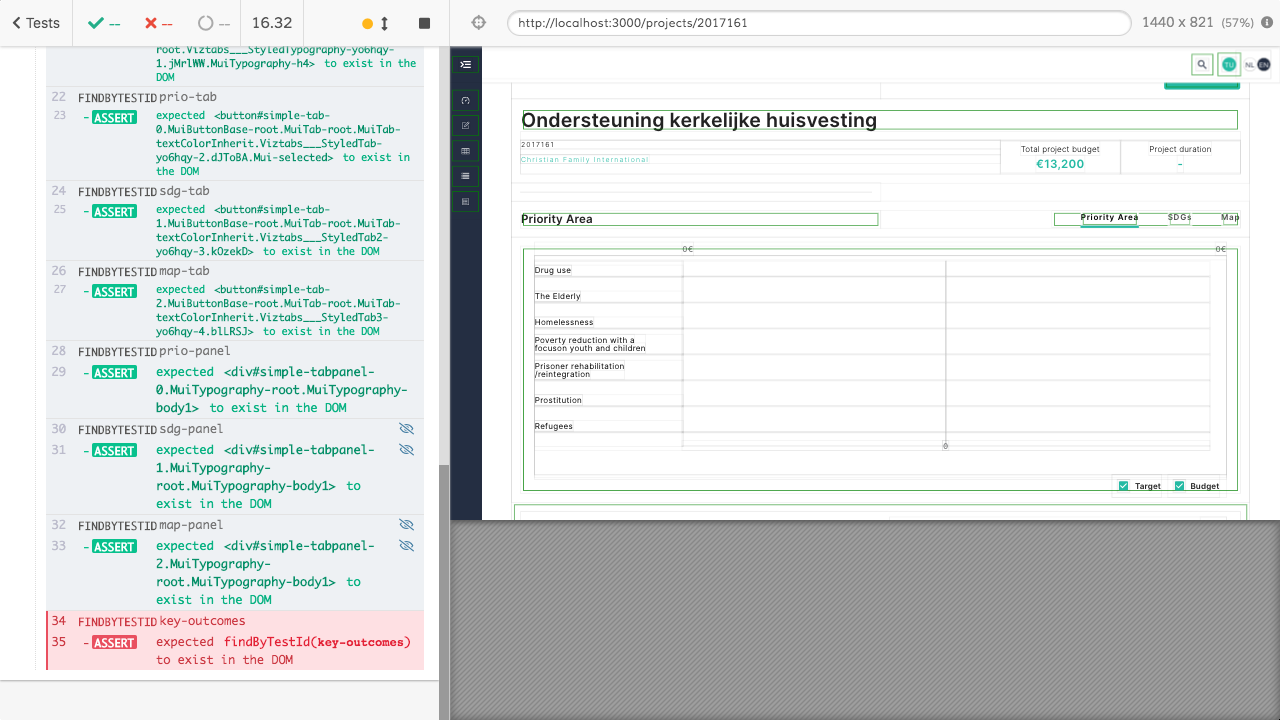 Tests
--
--
--
16.32
http://localhost:3000/projects/2017161
1440 x 821 (57%)
root.Viztabs___StyledTypography-yo6hqy-
1.jMrlWW.MuiTypography-h4> to exist in the
DOM
22 FINDBYTESTID prio-tab
23 - ASSERT expected <button#simple-tab-
0.MuiButtonBase-root.MuiTab-root.MuiTab-
textColorInherit.Viztabs___StyledTab-
yo6hqy-2.dJToBA.Mui-selected> to exist in
the DOM
24 FINDBYTESTID sdg-tab
25 - ASSERT expected <button#simple-tab-
1.MuiButtonBase-root.MuiTab-root.MuiTab-
textColorInherit.Viztabs___StyledTab2-
yo6hqy-3.kOzekD> to exist in the DOM
26 FINDBYTESTID map-tab
27 - ASSERT expected <button#simple-tab-
2.MuiButtonBase-root.MuiTab-root.MuiTab-
textColorInherit.Viztabs___StyledTab3-
yo6hqy-4.blLRSJ> to exist in the DOM
28 FINDBYTESTID prio-panel
29 - ASSERT expected <div#simple-tabpanel-
0.MuiTypography-root.MuiTypography-
body1> to exist in the DOM
30 FINDBYTESTID sdg-panel
31 - ASSERT expected <div#simple-tabpanel-
1.MuiTypography-
root.MuiTypography-body1> to
exist in the DOM
32 FINDBYTESTID map-panel
33 - ASSERT expected <div#simple-tabpanel-
2.MuiTypography-
root.MuiTypography-body1> to
exist in the DOM
34 FINDBYTESTID key-outcomes
35 - ASSERT expected findByTestId(key-outcomes)
to exist in the DOM
TU NL EN
Ondersteuning kerkelijke huisvesting
2017161
Christian Family International
Total project budget
€13,200
Project duration
-
Priority Area
Priority Area SDGs Map
0€ 0€
Drug use
The Elderly
Homelessness
Poverty reduction with a
focuson youth and children
Prisoner rehabilitation
/reintegration
Prostitution
Refugees
0
Target Budget